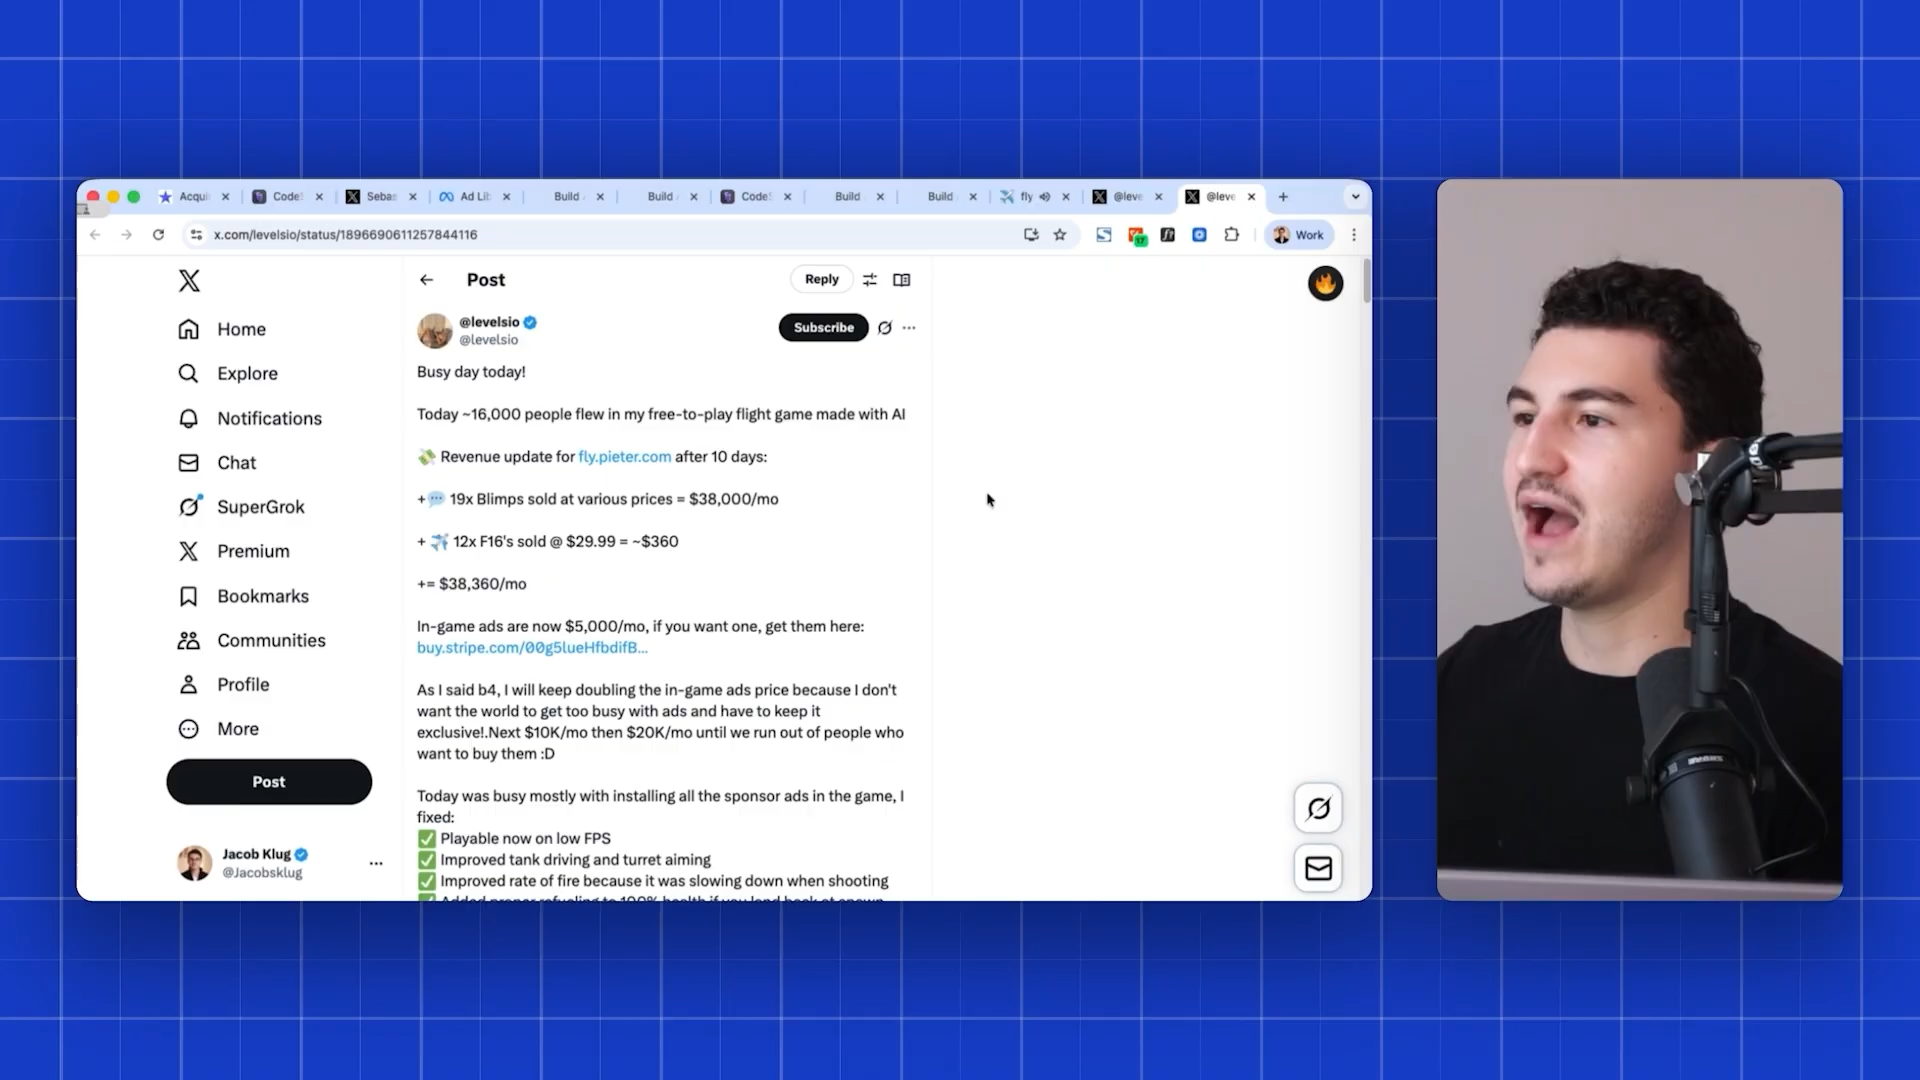 Acqui
CodeS
Sebas
Ad Lib
Build
Build
CodeS
Build
Build
fly
@leve
@leve
x.com/levelsio/status/1896690611257844116
17
Work
Home
Explore
Notifications
Chat
SuperGrok
Premium
Bookmarks
Communities
Profile
More
Post
Jacob Klug
@Jacobsklug
Post
Reply
@levelsio
@levelsio
Subscribe
Busy day today!
Today ~16,000 people flew in my free-to-play flight game made with AI
💸 Revenue update for fly.pieter.com after 10 days:
+💬 19x Blimps sold at various prices = $38,000/mo
+ ✈️ 12x F16's sold @ $29.99 = ~$360
+= $38,360/mo
In-game ads are now $5,000/mo, if you want one, get them here:
buy.stripe.com/00g5lueHfbdifB…
As I said b4, I will keep doubling the in-game ads price because I don't
want the world to get too busy with ads and have to keep it
exclusive!.Next $10K/mo then $20K/mo until we run out of people who
want to buy them :D
Today was busy mostly with installing all the sponsor ads in the game, I
fixed:
✅ Playable now on low FPS
✅ Improved tank driving and turret aiming
✅ Improved rate of fire because it was slowing down when shooting